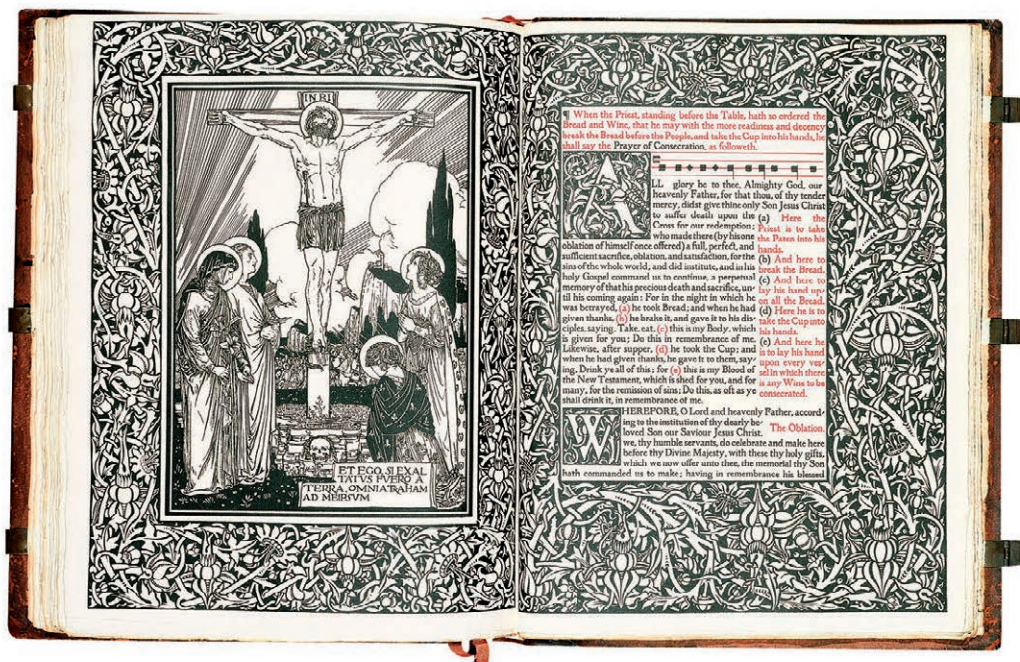 INRI
ET EGO, SI EXAL
TATVS FVERO A
TERRA, OMNIA TRAHAM
AD MEIPSVM
¶ When the Priest, standing before the Table, hath so ordered the
Bread and Wine, that he may with the more readiness and decency
break the Bread before the People, and take the Cup into his hands, he
shall say the Prayer of Consecration, as followeth.
ALL glory be to thee, Almighty God, our
heavenly Father, for that thou, of thy tender
mercy, didst give thine only Son Jesus Christ
to suffer death upon the
Cross for our redemption;
who made there (by his one
oblation of himself once offered) a full, perfect, and
sufficient sacrifice, oblation, and satisfaction, for the
sins of the whole world; and did institute, and in his
holy Gospel command us to continue, a perpetual
memory of that his precious death and sacrifice, un-
til his coming again: For in the night in which he
was betrayed, (a) he took Bread; and when he had
given thanks, (b) he brake it, and gave it to his dis-
ciples, saying, Take, eat, (c) this is my Body, which
is given for you; Do this in remembrance of me.
Likewise, after supper, (d) he took the Cup; and
when he had given thanks, he gave it to them, say-
ing, Drink ye all of this; for (e) this is my Blood of
the New Testament, which is shed for you, and for
many, for the remission of sins; Do this, as oft as ye
shall drink it, in remembrance of me.
(a) Here the
Priest is to take
the Paten into his
hands.
(b) And here to
break the Bread.
(c) And here to
lay his hand up-
on all the Bread.
(d) Here he is to
take the Cup into
his hands.
(e) And here he
is to lay his hand
upon every ves-
sel in which there
is any Wine to be
consecrated.
WHEREFORE, O Lord and heavenly Father, accord-
ing to the institution of thy dearly be-
loved Son our Saviour Jesus Christ,
we, thy humble servants, do celebrate and make here
before thy Divine Majesty, with these thy holy gifts,
which we now offer unto thee, the memorial thy Son
hath commanded us to make; having in remembrance his blessed
The Oblation.